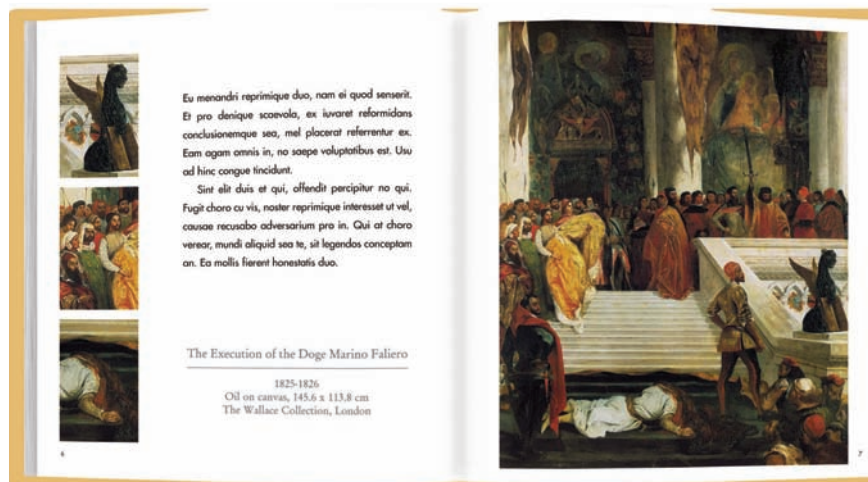 Eu menandri reprimique duo, nam ei quod senserit.
Et pro denique scaevola, ex iuvaret reformidans
conclusionemque sea, mel placerat referrentur ex.
Eam agam omnis in, no saepe voluptatibus est. Usu
ad hinc congue tincidunt.
Sint elit duis et qui, offendit percipitur no qui.
Fugit choro cu vis, noster reprimique interesset ut vel,
causae recusabo adversarium pro in. Qui at choro
verear, mundi aliquid sea te, sit legendos conceptam
an. Ea mollis fierent honestatis duo.
The Execution of the Doge Marino Faliero
1825-1826
Oil on canvas, 145.6 x 113.8 cm
The Wallace Collection, London
6
7